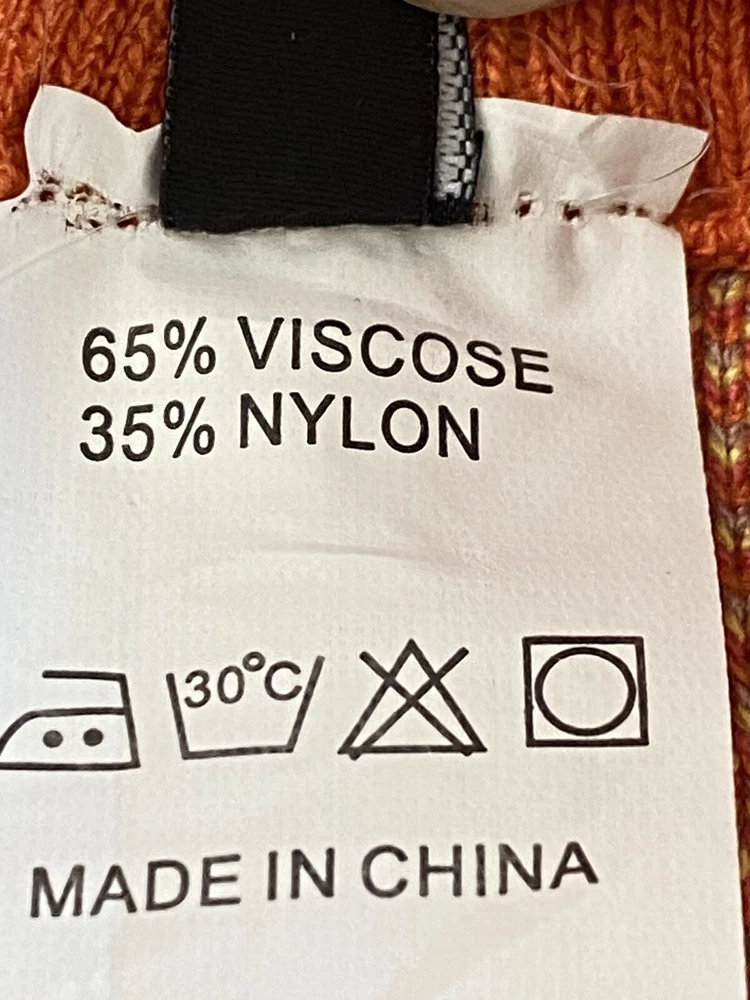 65% VISCOSE
35% NYLON
30°C
MADE IN CHINA